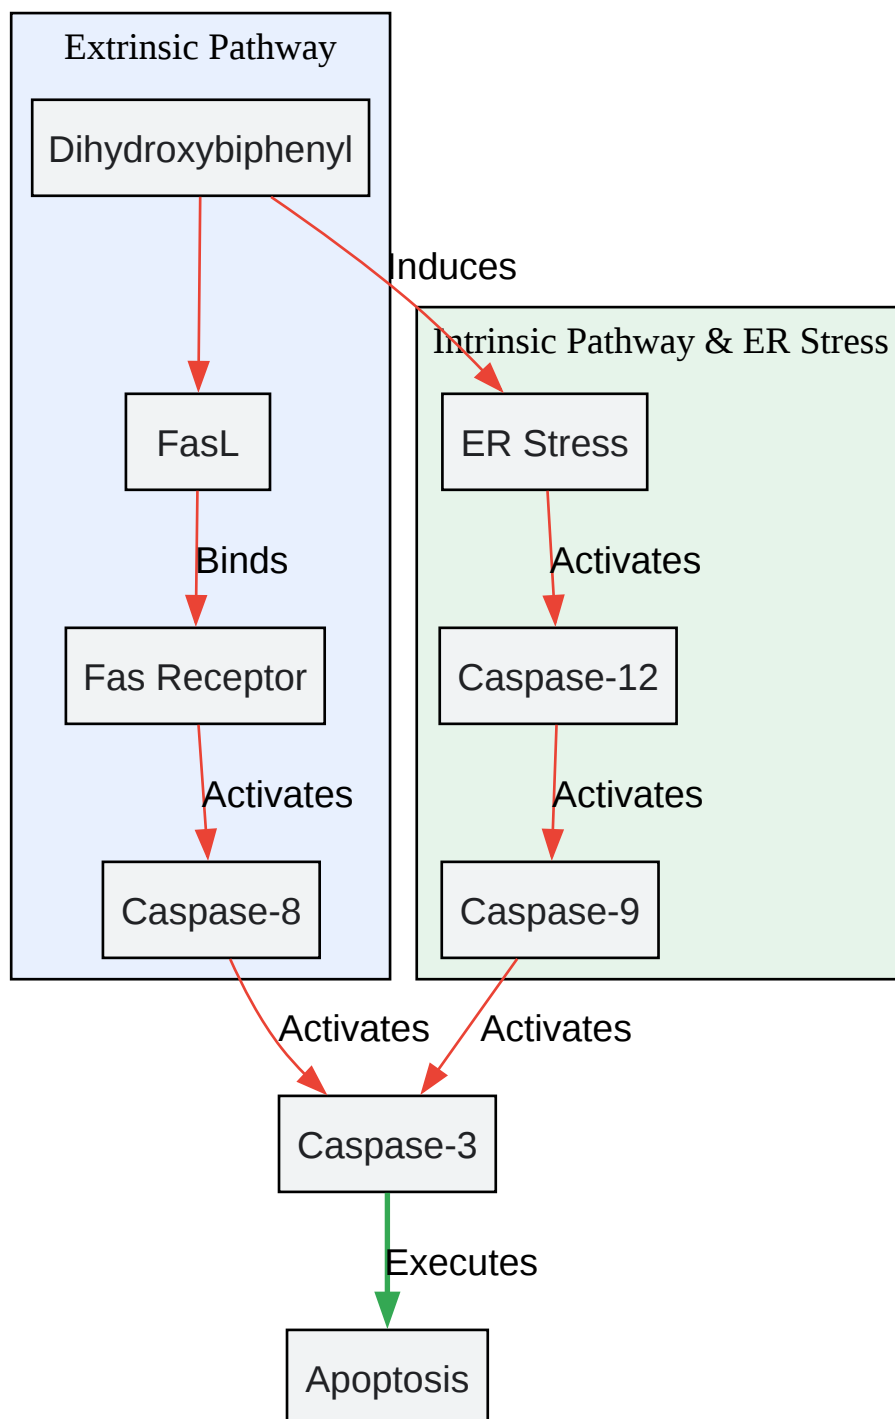 Extrinsic Pathway
Dihydroxybiphenyl
Induces
Intrinsic Pathway & ER Stress
FasL
ER Stress
Binds
Activates
Fas Receptor
Caspase-12
Activates
Activates
Caspase-8
Caspase-9
Activates
Activates
Caspase-3
Executes
Apoptosis